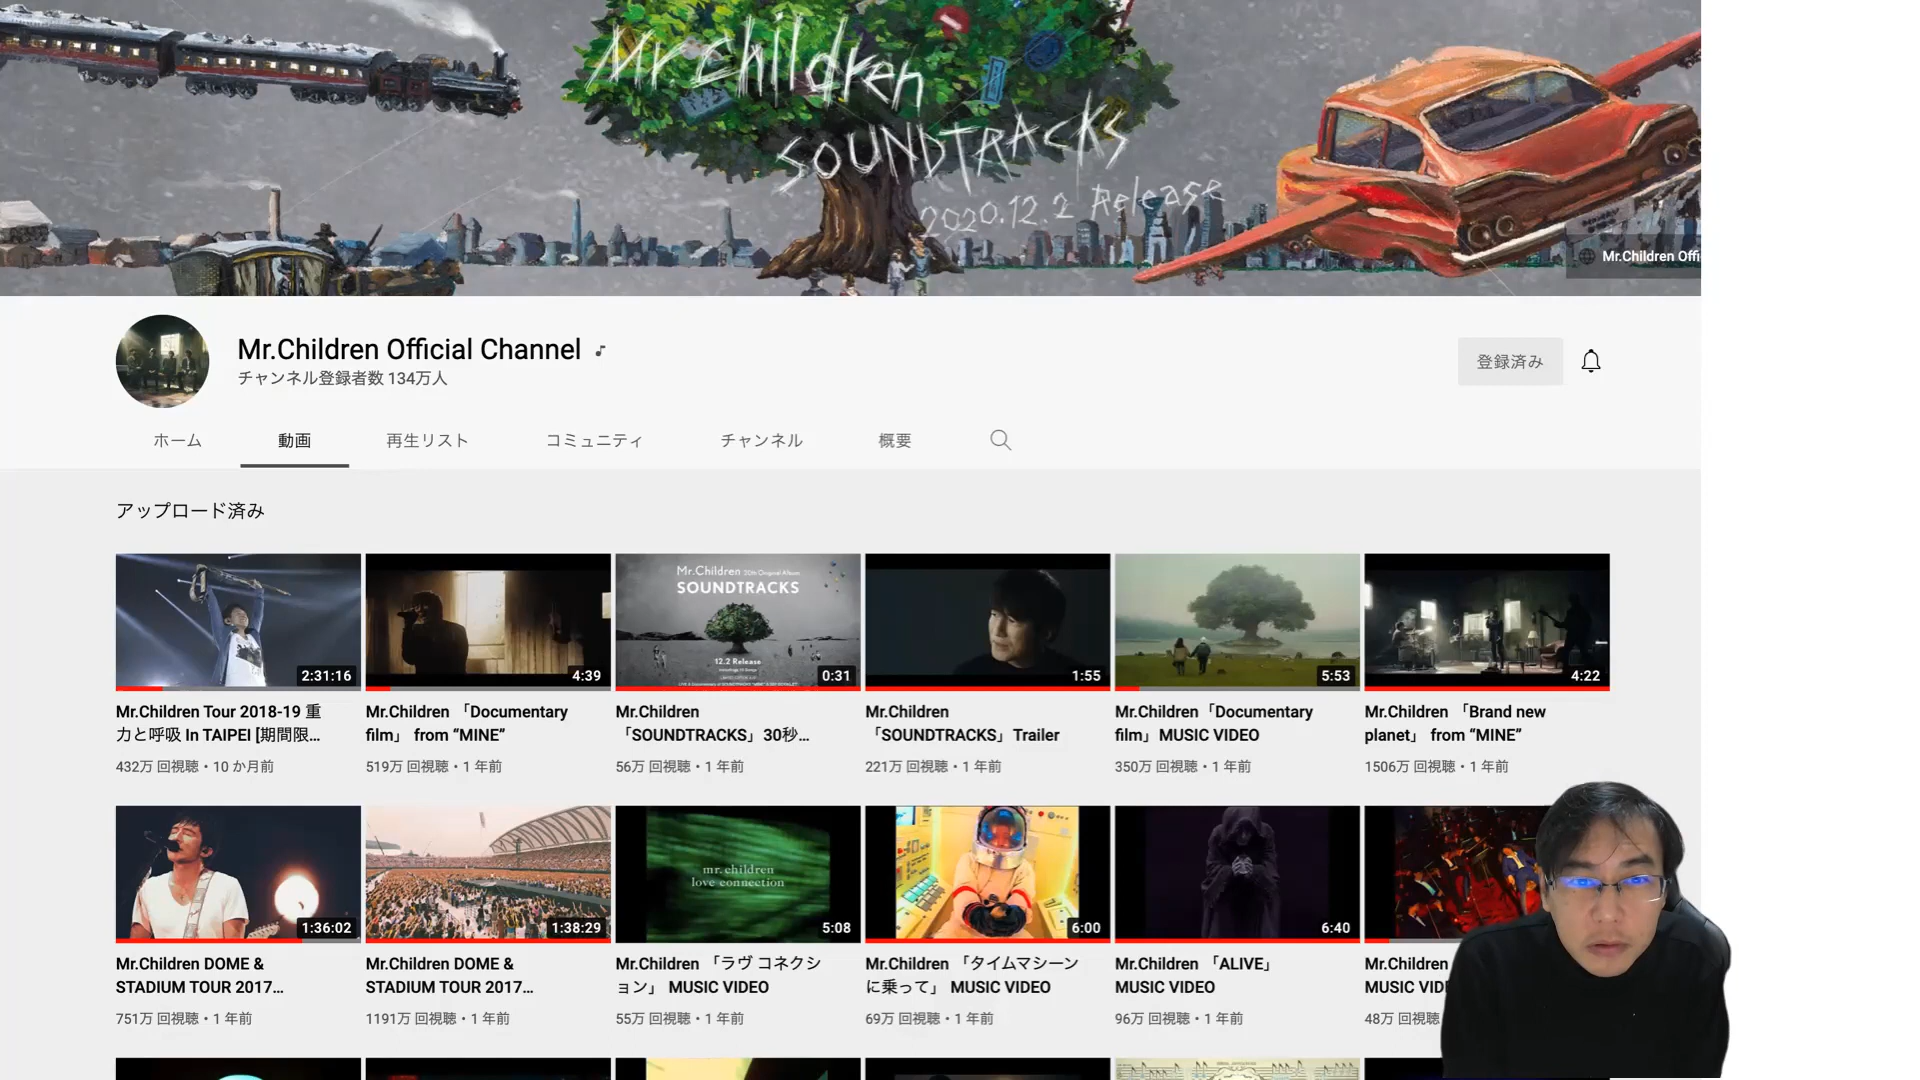 Mr.Children
SOUNDTRACKS
2020.12.2 Release
Mr.Children Offi
Mr.Children Official Channel
チャンネル登録者数 134万人
登録済み
ホーム 動画 再生リスト コミュニティ チャンネル 概要
アップロード済み
Mr.Children 20th Original Album
SOUNDTRACKS
12.2 Release
2:31:16 4:39 0:31 1:55 5:53 4:22
Mr.Children Tour 2018-19 重
力と呼吸 In TAIPEI [期間限...
432万 回視聴・10 か月前
Mr.Children 「Documentary
film」 from “MINE”
519万 回視聴・1 年前
Mr.Children
「SOUNDTRACKS」30秒...
56万 回視聴・1 年前
Mr.Children
「SOUNDTRACKS」Trailer
221万 回視聴・1 年前
Mr.Children「Documentary
film」MUSIC VIDEO
350万 回視聴・1 年前
Mr.Children 「Brand new
planet」 from “MINE”
1506万 回視聴・1 年前
mr.children
love connection
1:36:02 1:38:29 5:08 6:00 6:40
Mr.Children DOME &
STADIUM TOUR 2017...
751万 回視聴・1 年前
Mr.Children DOME &
STADIUM TOUR 2017...
1191万 回視聴・1 年前
Mr.Children 「ラヴ コネクシ
ョン」 MUSIC VIDEO
55万 回視聴・1 年前
Mr.Children 「タイムマシーン
に乗って」 MUSIC VIDEO
69万 回視聴・1 年前
Mr.Children 「ALIVE」
MUSIC VIDEO
96万 回視聴・1 年前
Mr.Children
MUSIC VID
48万 回視聴